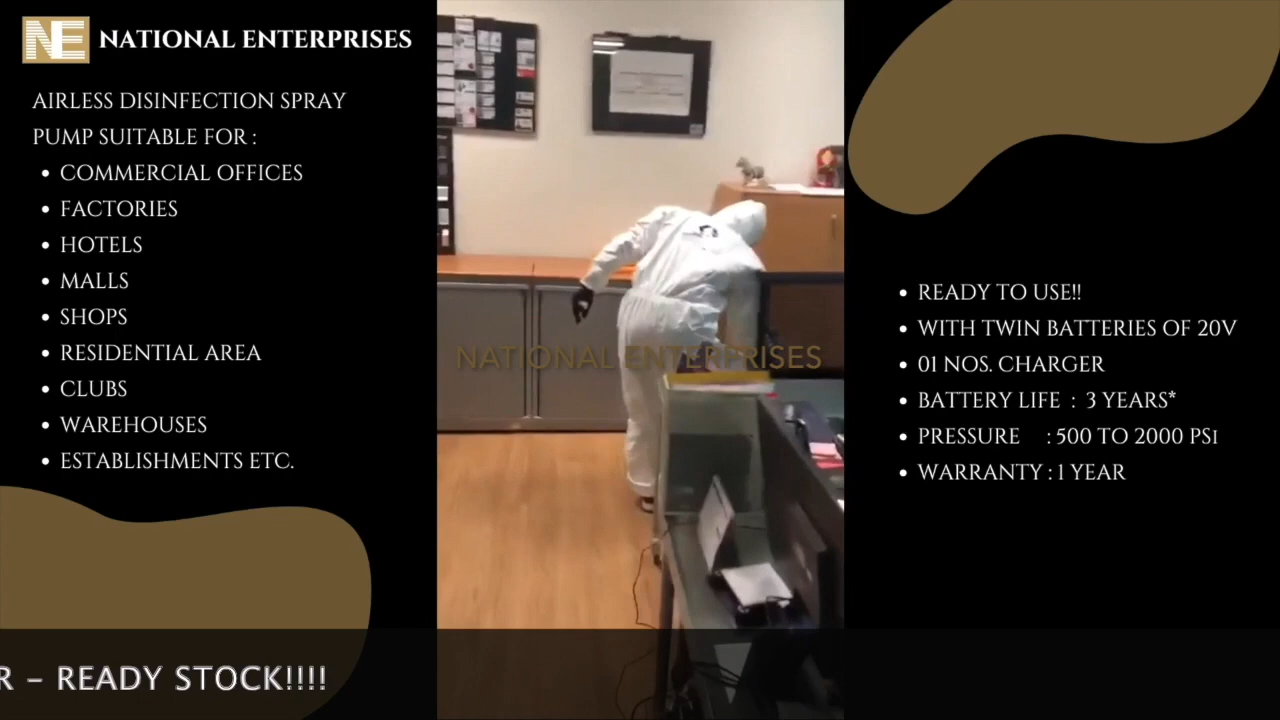 NE NATIONAL ENTERPRISES
AIRLESS DISINFECTION SPRAY
PUMP SUITABLE FOR :
• COMMERCIAL OFFICES
• FACTORIES
• HOTELS
• MALLS
• SHOPS
• RESIDENTIAL AREA
• CLUBS
• WAREHOUSES
• ESTABLISHMENTS ETC.
NATIONAL ENTERPRISES
• READY TO USE!!
• WITH TWIN BATTERIES OF 20V
• 01 NOS. CHARGER
• BATTERY LIFE : 3 YEARS*
• PRESSURE : 500 TO 2000 PSI
• WARRANTY : 1 YEAR
R - READY STOCK!!!!